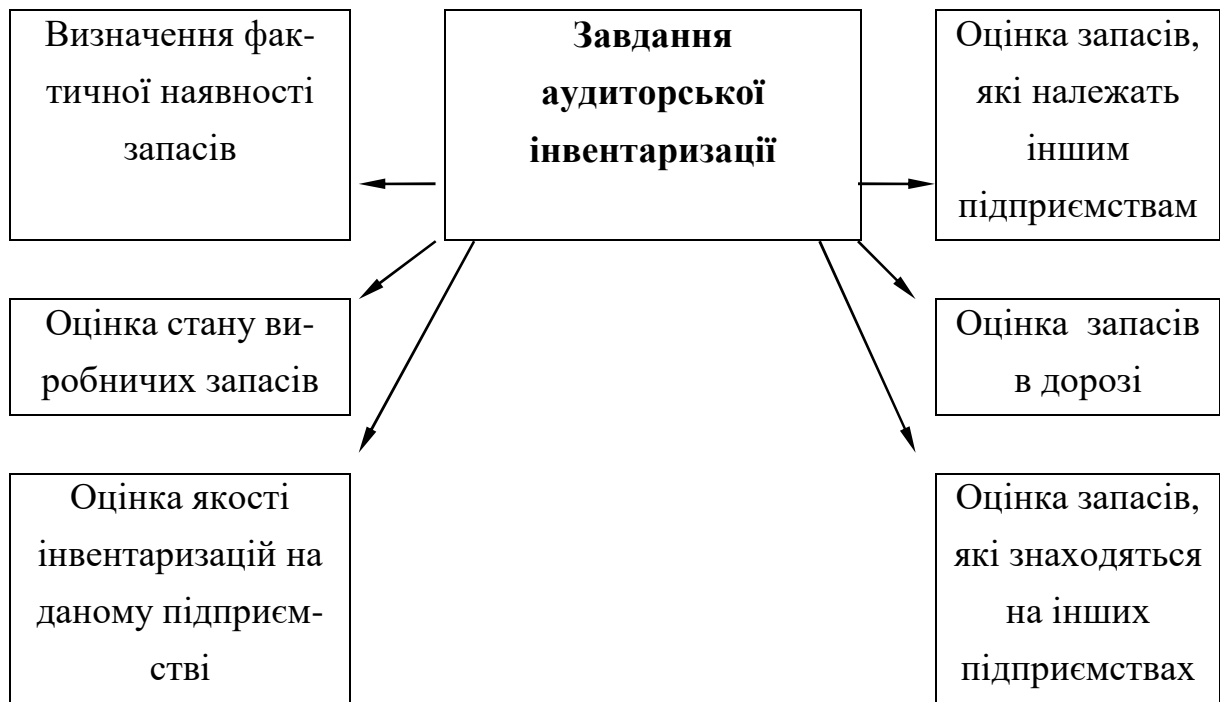 Визначення фак-
тичної наявності
запасів
Завдання
аудиторської
інвентаризації
Оцінка запасів,
які належать
іншим
підприємствам
Оцінка стану ви-
робничих запасів
Оцінка запасів
в дорозі
Оцінка якості
інвентаризацій на
даному підприєм-
стві
Оцінка запасів,
які знаходяться
на інших
підприємствах